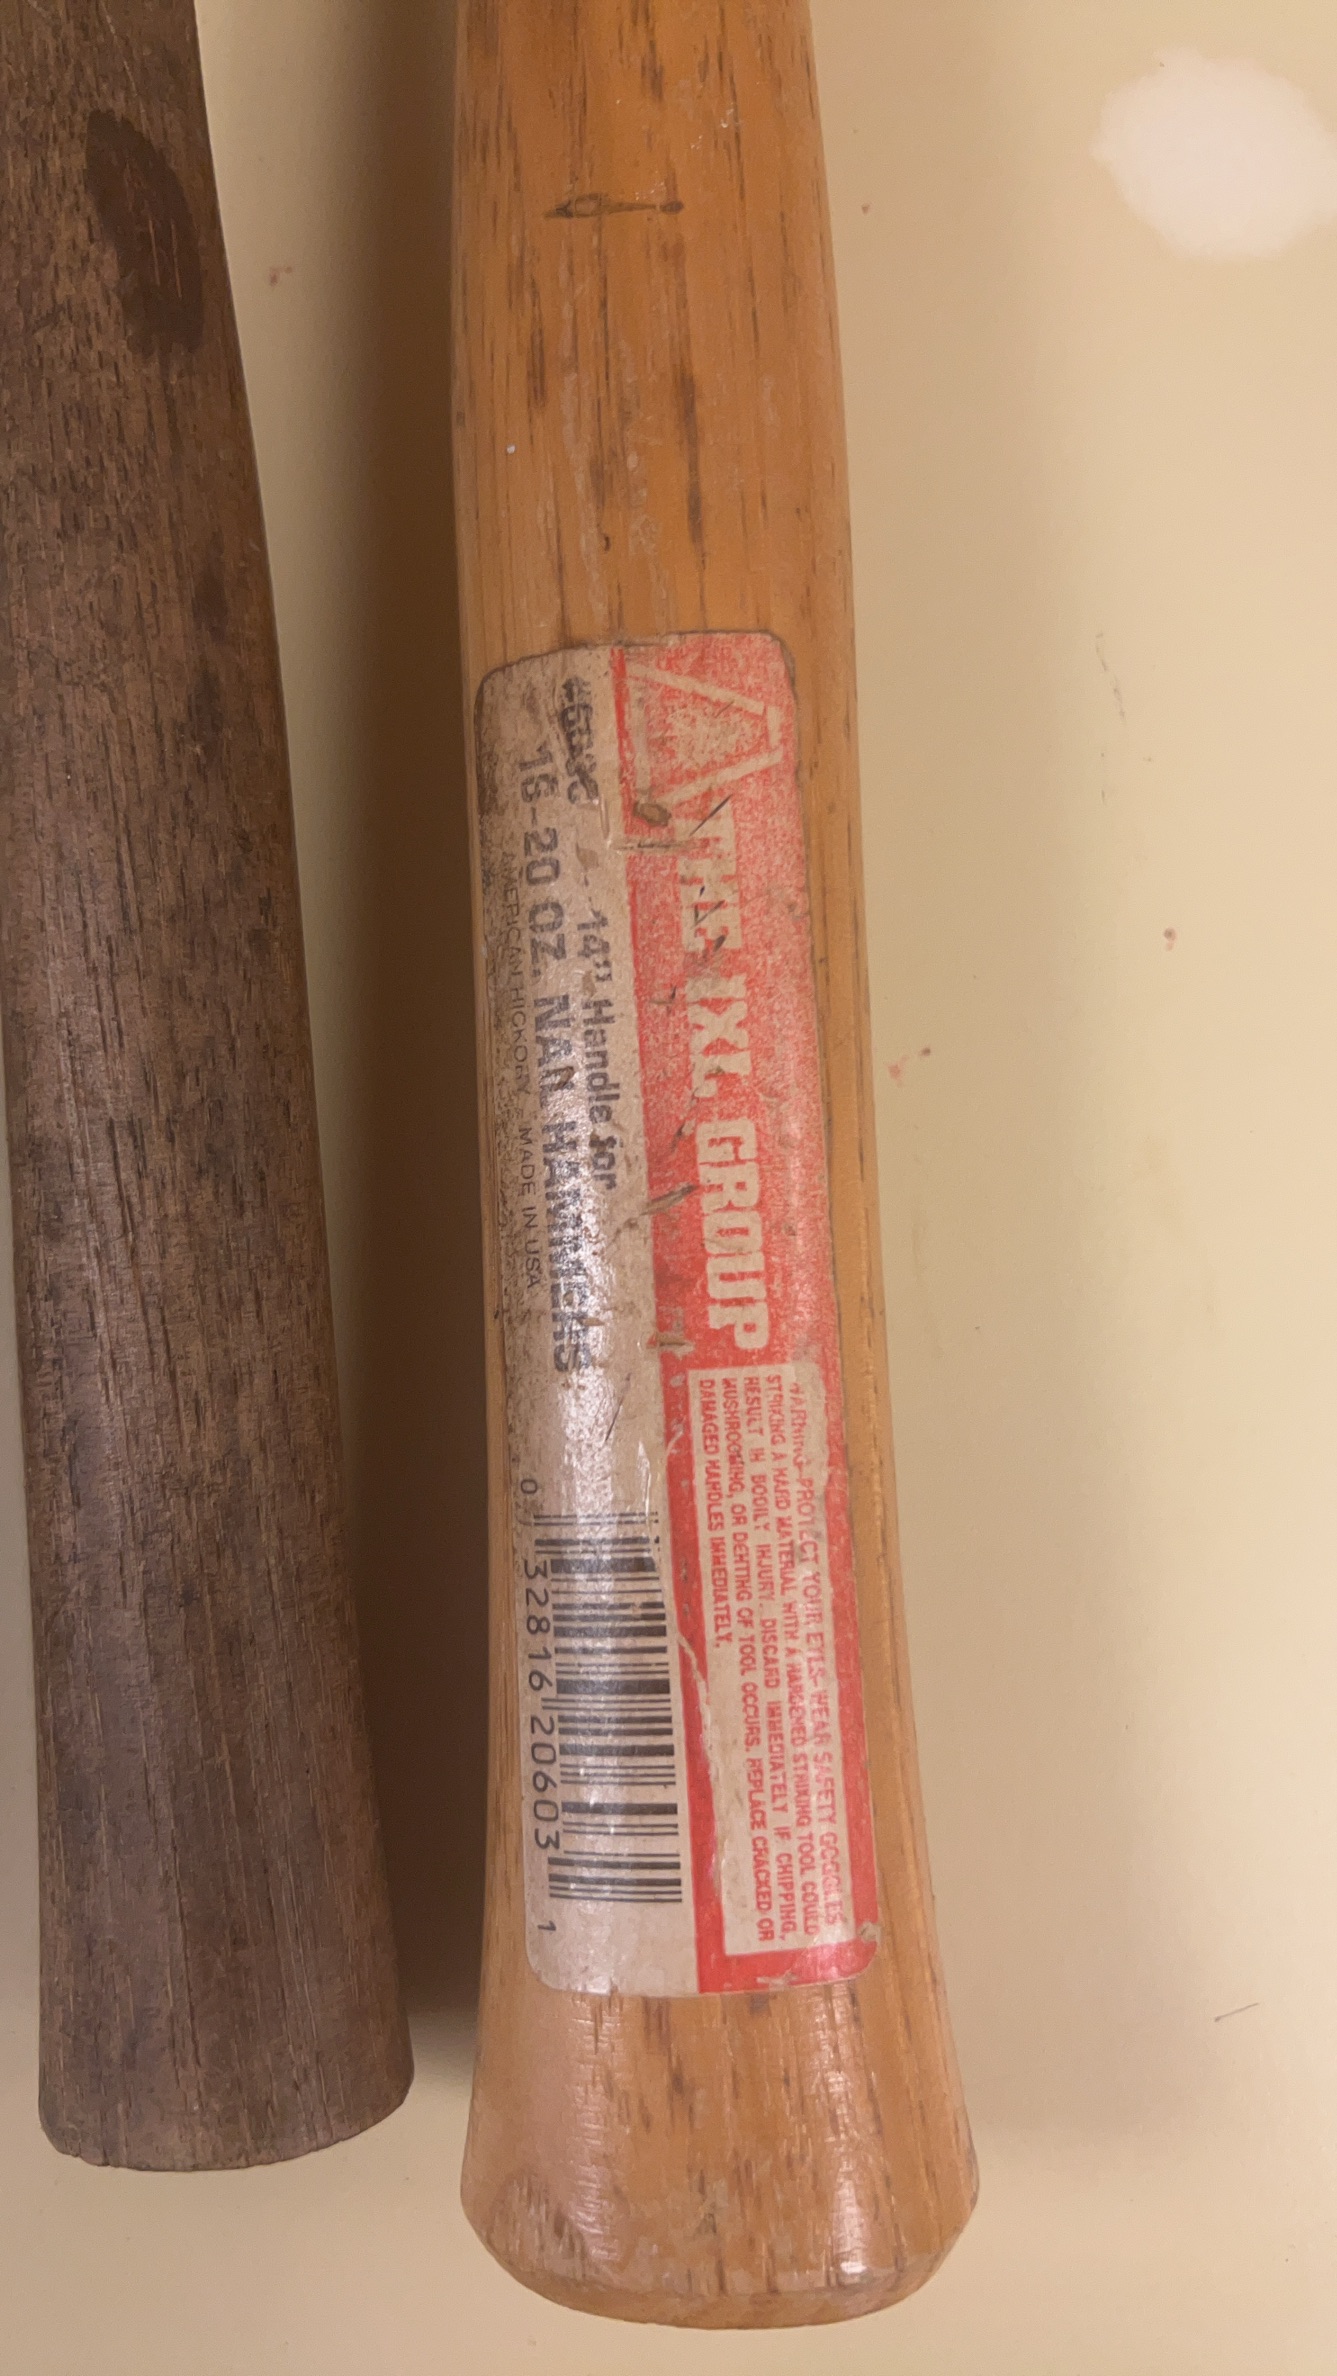 THE IXL GROUP
WARNING-PROTECT YOUR EYES-WEAR SAFETY GOGGLES
STRIKING A HARD MATERIAL WITH A HARDENED STRIKING TOOL COULD
RESULT IN BODILY INJURY. DISCARD IMMEDIATELY IF CHIPPING,
MUSHROOMING, OR DENTING OF TOOL OCCURS. REPLACE CRACKED OR
DAMAGED HANDLES IMMEDIATELY.
14" Handle for
16-20 OZ. NAIL HAMMERS
AMERICAN HICKORY - MADE IN USA
0 32816 20603 1